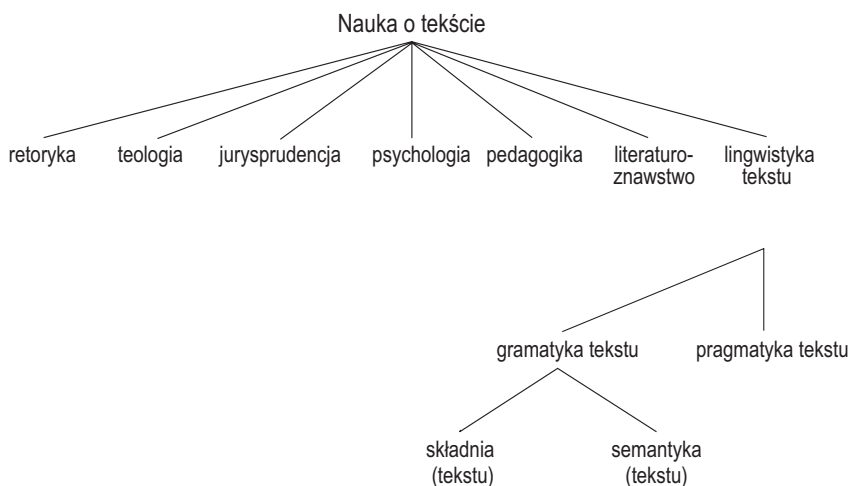 Nauka o tekście
retoryka teologia jurysprudencja psychologia pedagogika literaturo- lingwistyka
znawstwo tekstu
gramatyka tekstu pragmatyka tekstu
składnia semantyka
(tekstu) (tekstu)